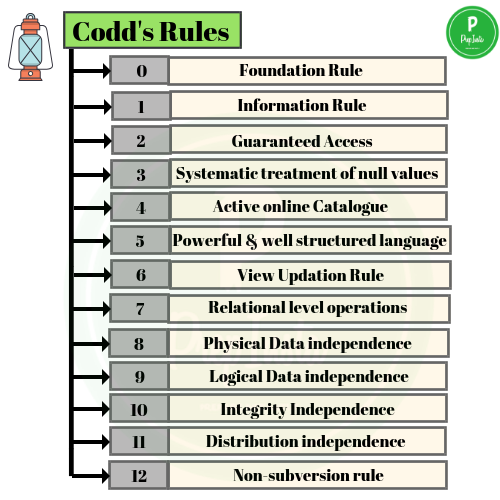 Codd's Rules
P
PrepInsta
0 Foundation Rule
1 Information Rule
2 Guaranteed Access
3 Systematic treatment of null values
4 Active online Catalogue
5 Powerful & well structured language
6 View Updation Rule
7 Relational level operations
8 Physical Data independence
9 Logical Data independence
10 Integrity Independence
11 Distribution independence
12 Non-subversion rule